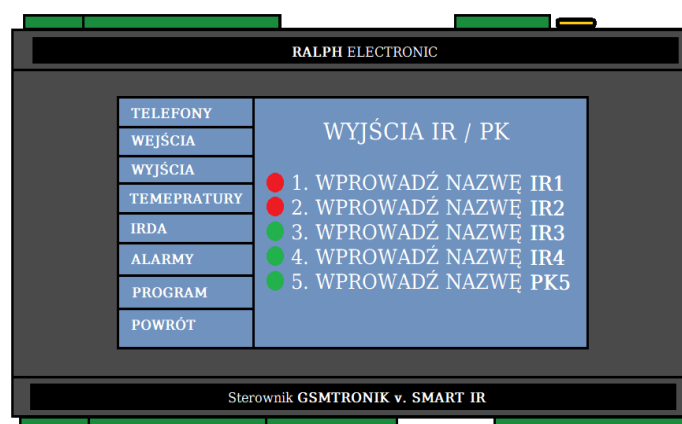 RALPH ELECTRONIC
TELEFONY
WEJŚCIA
WYJŚCIA
TEMEPRATURY
IRDA
ALARMY
PROGRAM
POWRÓT
WYJŚCIA IR / PK
1. WPROWADŹ NAZWĘ IR1
2. WPROWADŹ NAZWĘ IR2
3. WPROWADŹ NAZWĘ IR3
4. WPROWADŹ NAZWĘ IR4
5. WPROWADŹ NAZWĘ PK5
Sterownik GSMTRONIK v. SMART IR